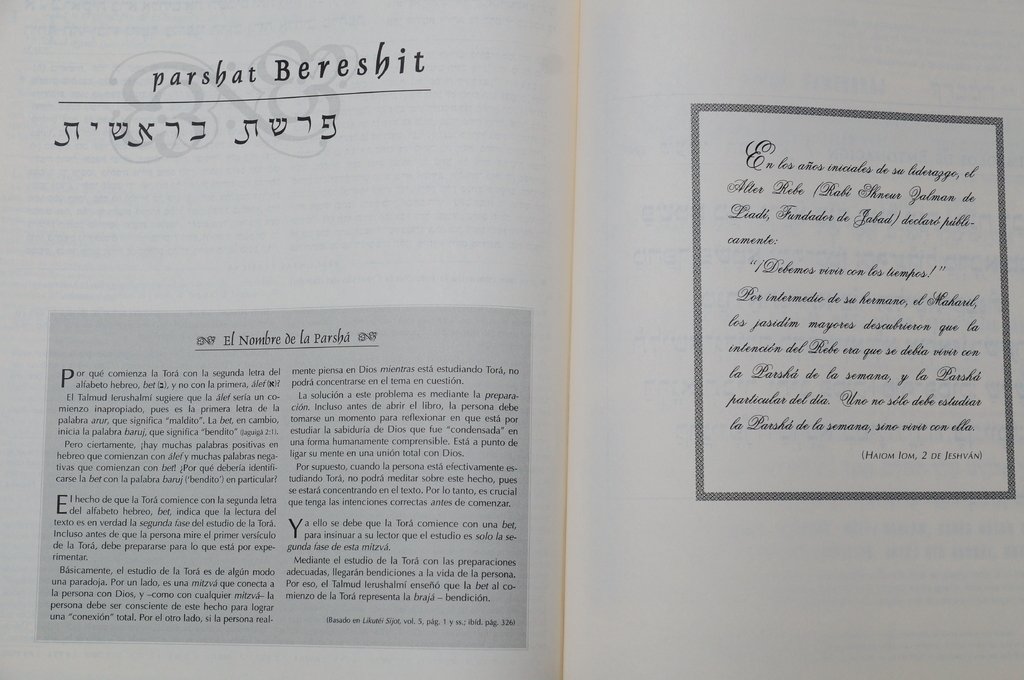 parshat Bereshit
פרשת בראשית
El Nombre de la Parshá
Por qué comienza la Torá con la segunda letra del
alfabeto hebreo, bet (ב), y no con la primera, álef (א)?
El Talmud Ierushalmí sugiere que la álef sería un co-
mienzo inapropiado, pues es la primera letra de la
palabra arur, que significa “maldito”. La bet, en cambio,
inicia la palabra baruj, que significa “bendito” (Jaguigá 2:1).
Pero ciertamente, ¡hay muchas palabras positivas en
hebreo que comienzan con álef y muchas palabras nega-
tivas que comienzan con bet! ¿Por qué debería identifi-
carse la bet con la palabra baruj (‘bendito’) en particular?
El hecho de que la Torá comience con la segunda letra
del alfabeto hebreo, bet, indica que la lectura del
texto es en verdad la segunda fase del estudio de la Torá.
Incluso antes de que la persona mire el primer versículo
de la Torá, debe prepararse para lo que está por expe-
rimentar.
Básicamente, el estudio de la Torá es de algún modo
una paradoja. Por un lado, es una mitzvá que conecta a
la persona con Dios, y –como con cualquier mitzvá– la
persona debe ser consciente de este hecho para lograr
una “conexión” total. Por el otro lado, si la persona real-
mente piensa en Dios mientras está estudiando Torá, no
podrá concentrarse en el tema en cuestión.
La solución a este problema es mediante la prepara-
ción. Incluso antes de abrir el libro, la persona debe
tomarse un momento para reflexionar en que está por
estudiar la sabiduría de Dios que fue “condensada” en
una forma humanamente comprensible. Está a punto de
ligar su mente en una unión total con Dios.
Por supuesto, cuando la persona está efectivamente es-
tudiando Torá, no podrá meditar sobre este hecho, pues
se estará concentrando en el texto. Por lo tanto, es crucial
que tenga las intenciones correctas antes de comenzar.
Ya ello se debe que la Torá comience con una bet,
para insinuar a su lector que el estudio es solo la se-
gunda fase de esta mitzvá.
Mediante el estudio de la Torá con las preparaciones
adecuadas, llegarán bendiciones a la vida de la persona.
Por eso, el Talmud Ierushalmí enseñó que la bet al co-
mienzo de la Torá representa la brajá – bendición.
(Basado en Likutéi Sijot, vol. 5, pág. 1 y ss.; ibíd. pág. 326)
En los años iniciales de su liderazgo, el
Alter Rebe (Rabí Shneur Zalman de
Liadí, Fundador de Jabad) declaró públi-
camente:
“¡Debemos vivir con los tiempos!”
Por intermedio de su hermano, el Maharil,
los jasidím mayores descubrieron que la
intención del Rebe era que se debía vivir con
la Parshá de la semana, y la Parshá
particular del día. Uno no sólo debe estudiar
la Parshá de la semana, sino vivir con ella.
(Haiom Iom, 2 de Jeshván)